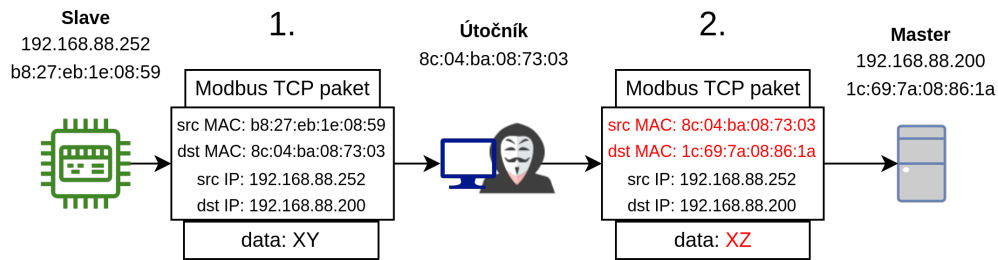 Slave
192.168.88.252
b8:27:eb:1e:08:59
1.
Modbus TCP paket
src MAC: b8:27:eb:1e:08:59
dst MAC: 8c:04:ba:08:73:03
src IP: 192.168.88.252
dst IP: 192.168.88.200
data: XY
Útočník
8c:04:ba:08:73:03
2.
Modbus TCP paket
src MAC: 8c:04:ba:08:73:03
dst MAC: 1c:69:7a:08:86:1a
src IP: 192.168.88.252
dst IP: 192.168.88.200
data: XZ
Master
192.168.88.200
1c:69:7a:08:86:1a